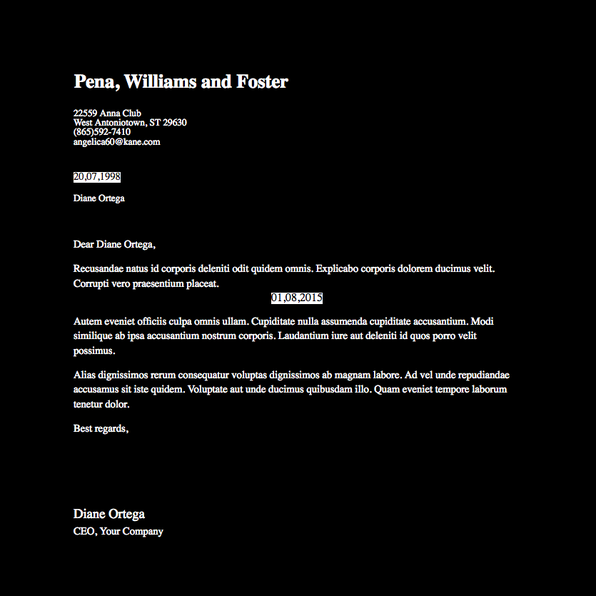 Pena, Williams and Foster
22559 Anna Club
West Antoniotown, ST 29630
(865)592-7410
angelica60@kane.com
20,07,1998
Diane Ortega
Dear Diane Ortega,
Recusandae natus id corporis deleniti odit quidem omnis. Explicabo corporis dolorem ducimus velit.
Corrupti vero praesentium placeat.
01,08,2015
Autem eveniet officiis culpa omnis ullam. Cupiditate nulla assumenda cupiditate accusantium. Modi
similique ab ipsa accusantium nostrum corporis. Laudantium iure aut deleniti id quos porro velit
possimus.
Alias dignissimos rerum consequatur voluptas dignissimos ab magnam labore. Ad vel unde repudiandae
accusamus sit iste quidem. Voluptate aut unde ducimus quibusdam illo. Quam eveniet tempore laborum
tenetur dolor.
Best regards,
Diane Ortega
CEO, Your Company